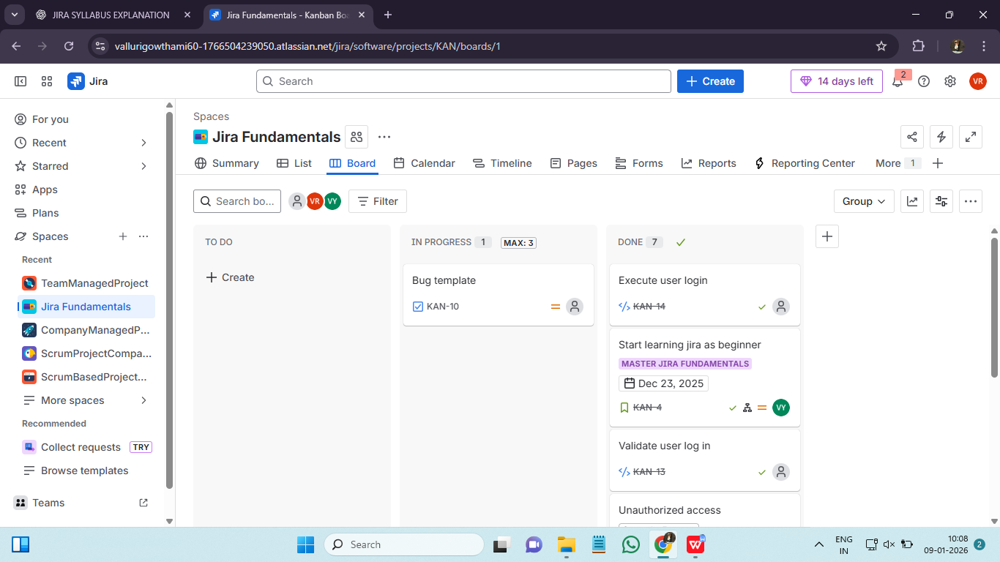 JIRA SYLLABUS EXPLANATION
Jira Fundamentals - Kanban Boa
vallurigowthami60-1766504239050.atlassian.net/jira/software/projects/KAN/boards/1
Jira
Search
Create
14 days left
2
VR
For you
Recent
Starred
Apps
Plans
Spaces
Recent
TeamManagedProject
Jira Fundamentals
CompanyManagedP...
ScrumProjectCompa...
ScrumBasedProject...
More spaces
Recommended
Collect requests TRY
Browse templates
Teams
Spaces
Jira Fundamentals
Summary List Board Calendar Timeline Pages Forms Reports Reporting Center More 1
Search bo... VR VY Filter Group
TO DO
Create
IN PROGRESS 1 MAX: 3
Bug template
KAN-10
DONE 7
Execute user login
KAN-14
Start learning jira as beginner
MASTER JIRA FUNDAMENTALS
Dec 23, 2025
KAN-4 VY
Validate user log in
KAN-13
Unauthorized access
Search
ENG
IN
10:08
09-01-2026
2